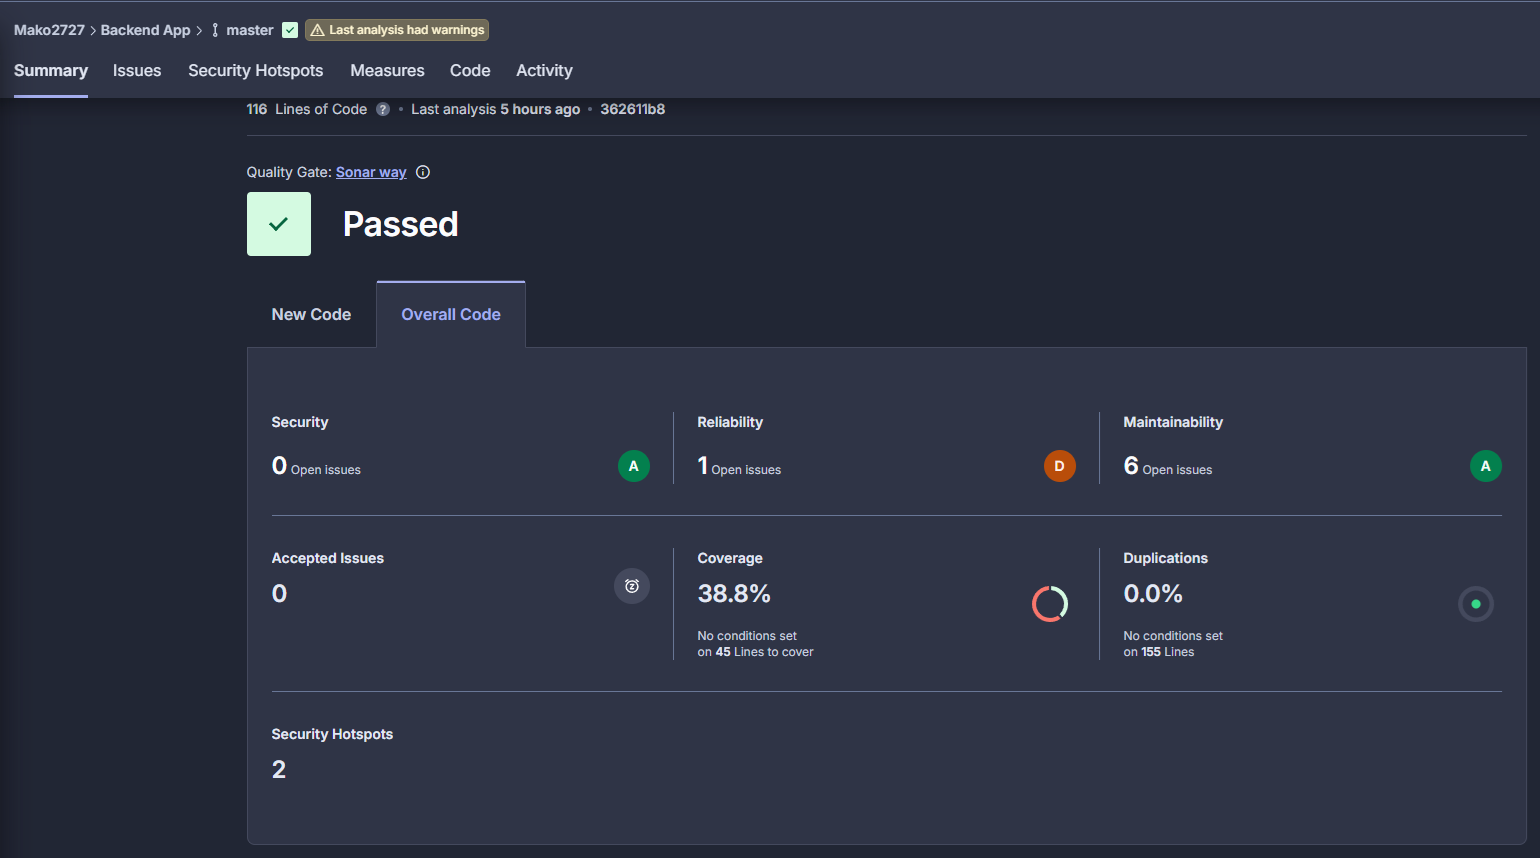 Mako2727 > Backend App > master Last analysis had warnings
Summary Issues Security Hotspots Measures Code Activity
116 Lines of Code ? • Last analysis 5 hours ago • 362611b8
Quality Gate: Sonar way
Passed
New Code Overall Code
Security Reliability Maintainability
0 Open issues A 1 Open issues D 6 Open issues A
Accepted Issues Coverage Duplications
0 38.8% 0.0%
No conditions set No conditions set
on 45 Lines to cover on 155 Lines
Security Hotspots
2